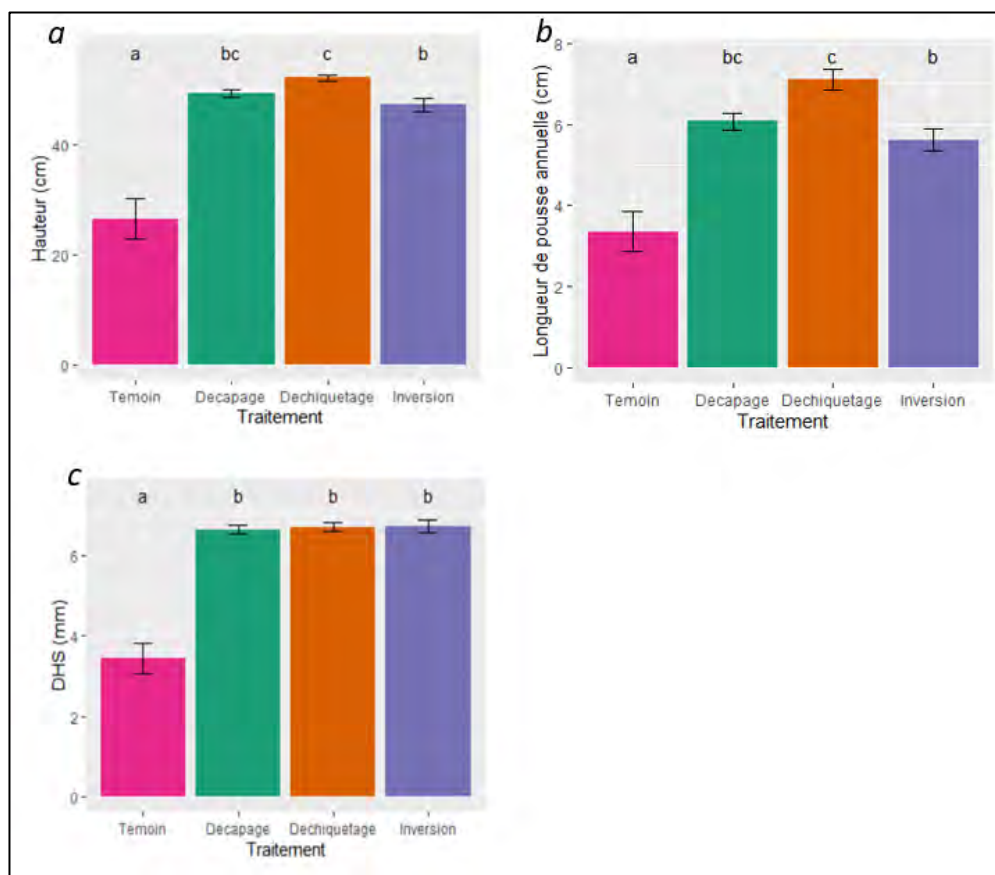 a
a bc c b
Hauteur (cm)
40
20
0
Temoin Decapage Dechiquetage Inversion
Traitement
b
a bc c b
Longueur de pousse annuelle (cm)
8
6
4
2
0
Temoin Decapage Dechiquetage Inversion
Traitement
c
a b b b
DHS (mm)
6
4
2
0
Temoin Decapage Dechiquetage Inversion
Traitement